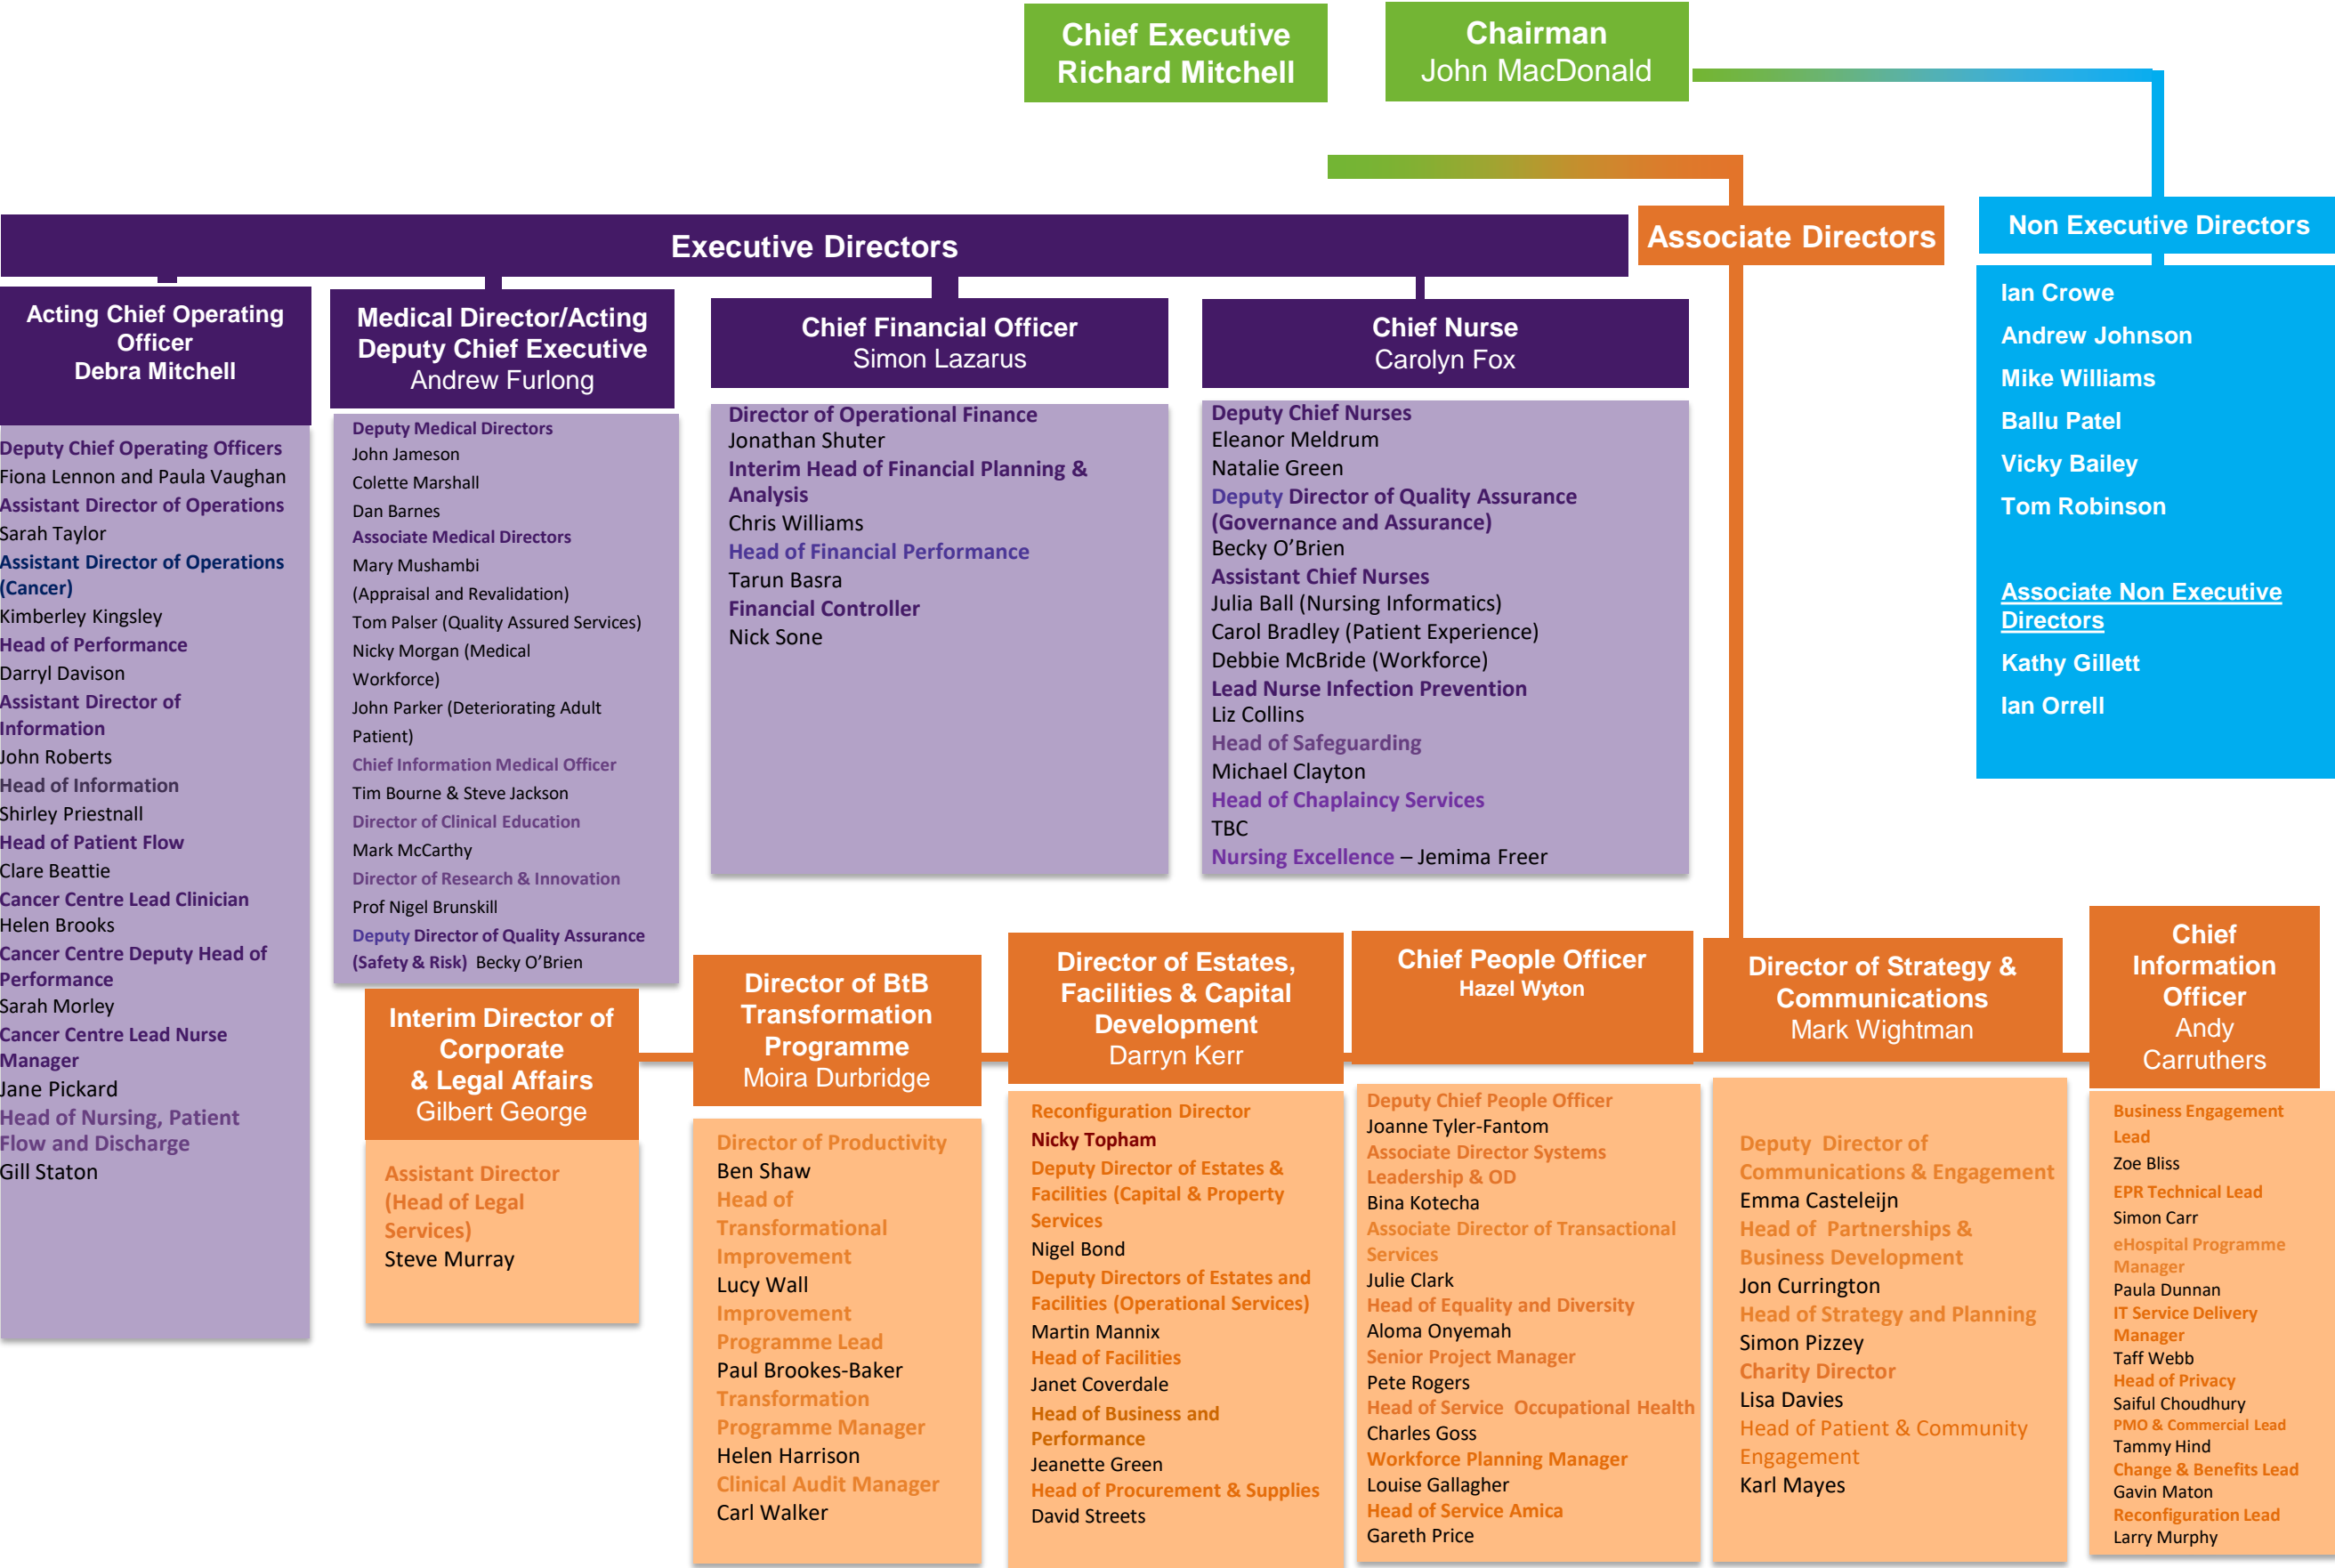 Chief Executive
Richard Mitchell
Chairman
John MacDonald
Executive Directors
Associate Directors
Non Executive Directors
Acting Chief Operating
Officer
Debra Mitchell
Deputy Chief Operating Officers
Fiona Lennon and Paula Vaughan
Assistant Director of Operations
Sarah Taylor
Assistant Director of Operations
(Cancer)
Kimberley Kingsley
Head of Performance
Darryl Davison
Assistant Director of
Information
John Roberts
Head of Information
Shirley Priestnall
Head of Patient Flow
Clare Beattie
Cancer Centre Lead Clinician
Helen Brooks
Cancer Centre Deputy Head of
Performance
Sarah Morley
Cancer Centre Lead Nurse
Manager
Jane Pickard
Head of Nursing, Patient
Flow and Discharge
Gill Staton
Medical Director/Acting
Deputy Chief Executive
Andrew Furlong
Deputy Medical Directors
John Jameson
Colette Marshall
Dan Barnes
Associate Medical Directors
Mary Mushambi
(Appraisal and Revalidation)
Tom Palser (Quality Assured Services)
Nicky Morgan (Medical
Workforce)
John Parker (Deteriorating Adult
Patient)
Chief Information Medical Officer
Tim Bourne & Steve Jackson
Director of Clinical Education
Mark McCarthy
Director of Research & Innovation
Prof Nigel Brunskill
Deputy Director of Quality Assurance
(Safety & Risk) Becky O’Brien
Chief Financial Officer
Simon Lazarus
Director of Operational Finance
Jonathan Shuter
Interim Head of Financial Planning &
Analysis
Chris Williams
Head of Financial Performance
Tarun Basra
Financial Controller
Nick Sone
Chief Nurse
Carolyn Fox
Deputy Chief Nurses
Eleanor Meldrum
Natalie Green
Deputy Director of Quality Assurance
(Governance and Assurance)
Becky O’Brien
Assistant Chief Nurses
Julia Ball (Nursing Informatics)
Carol Bradley (Patient Experience)
Debbie McBride (Workforce)
Lead Nurse Infection Prevention
Liz Collins
Head of Safeguarding
Michael Clayton
Head of Chaplaincy Services
TBC
Nursing Excellence – Jemima Freer
Ian Crowe
Andrew Johnson
Mike Williams
Ballu Patel
Vicky Bailey
Tom Robinson
Associate Non Executive
Directors
Kathy Gillett
Ian Orrell
Interim Director of
Corporate
& Legal Affairs
Gilbert George
Assistant Director
(Head of Legal
Services)
Steve Murray
Director of BtB
Transformation
Programme
Moira Durbridge
Director of Productivity
Ben Shaw
Head of
Transformational
Improvement
Lucy Wall
Improvement
Programme Lead
Paul Brookes-Baker
Transformation
Programme Manager
Helen Harrison
Clinical Audit Manager
Carl Walker
Director of Estates,
Facilities & Capital
Development
Darryn Kerr
Reconfiguration Director
Nicky Topham
Deputy Director of Estates &
Facilities (Capital & Property
Services
Nigel Bond
Deputy Directors of Estates and
Facilities (Operational Services)
Martin Mannix
Head of Facilities
Janet Coverdale
Head of Business and
Performance
Jeanette Green
Head of Procurement & Supplies
David Streets
Chief People Officer
Hazel Wyton
Deputy Chief People Officer
Joanne Tyler-Fantom
Associate Director Systems
Leadership & OD
Bina Kotecha
Associate Director of Transactional
Services
Julie Clark
Head of Equality and Diversity
Aloma Onyemah
Senior Project Manager
Pete Rogers
Head of Service Occupational Health
Charles Goss
Workforce Planning Manager
Louise Gallagher
Head of Service Amica
Gareth Price
Director of Strategy &
Communications
Mark Wightman
Deputy Director of
Communications & Engagement
Emma Casteleijn
Head of Partnerships &
Business Development
Jon Currington
Head of Strategy and Planning
Simon Pizzey
Charity Director
Lisa Davies
Head of Patient & Community
Engagement
Karl Mayes
Chief
Information
Officer
Andy
Carruthers
Business Engagement
Lead
Zoe Bliss
EPR Technical Lead
Simon Carr
eHospital Programme
Manager
Paula Dunnan
IT Service Delivery
Manager
Taff Webb
Head of Privacy
Saiful Choudhury
PMO & Commercial Lead
Tammy Hind
Change & Benefits Lead
Gavin Maton
Reconfiguration Lead
Larry Murphy